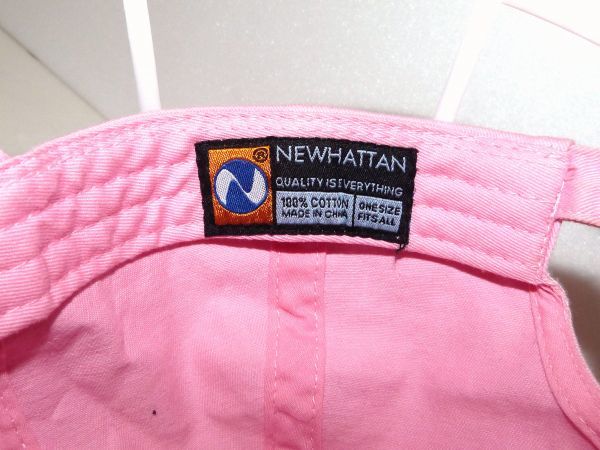 ®
NEWHATTAN
QUALITY IS EVERYTHING
100% COTTON
MADE IN CHINA
ONE SIZE
FITS ALL